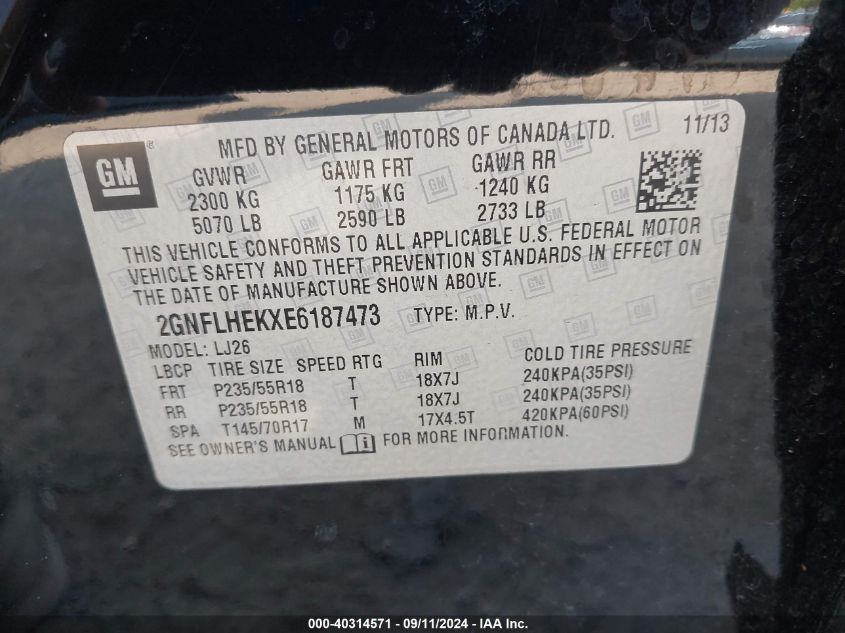 MFD BY GENERAL MOTORS OF CANADA LTD. 11/13
GM ®
GVWR GAWR FRT GAWR RR
2300 KG 1175 KG 1240 KG
5070 LB 2590 LB 2733 LB
THIS VEHICLE CONFORMS TO ALL APPLICABLE U.S. FEDERAL MOTOR
VEHICLE SAFETY AND THEFT PREVENTION STANDARDS IN EFFECT ON
THE DATE OF MANUFACTURE SHOWN ABOVE.
2GNFLHEKXE6187473 TYPE: M.P.V.
MODEL: LJ26
LBCP TIRE SIZE SPEED RTG RIM COLD TIRE PRESSURE
FRT P235/55R18 T 18X7J 240KPA(35PSI)
RR P235/55R18 T 18X7J 240KPA(35PSI)
SPA T145/70R17 M 17X4.5T 420KPA(60PSI)
SEE OWNER'S MANUAL FOR MORE INFORMATION.
000-40314571 - 09/11/2024 - IAA Inc.